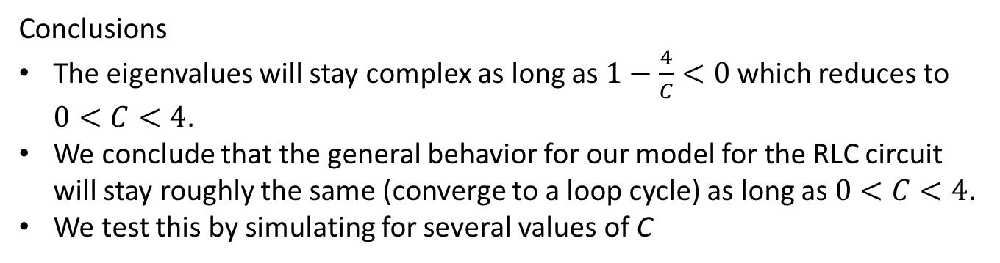 Conclusions
• The eigenvalues will stay complex as long as 1 − 4/C < 0 which reduces to
0 < C < 4.
• We conclude that the general behavior for our model for the RLC circuit
will stay roughly the same (converge to a loop cycle) as long as 0 < C < 4.
• We test this by simulating for several values of C